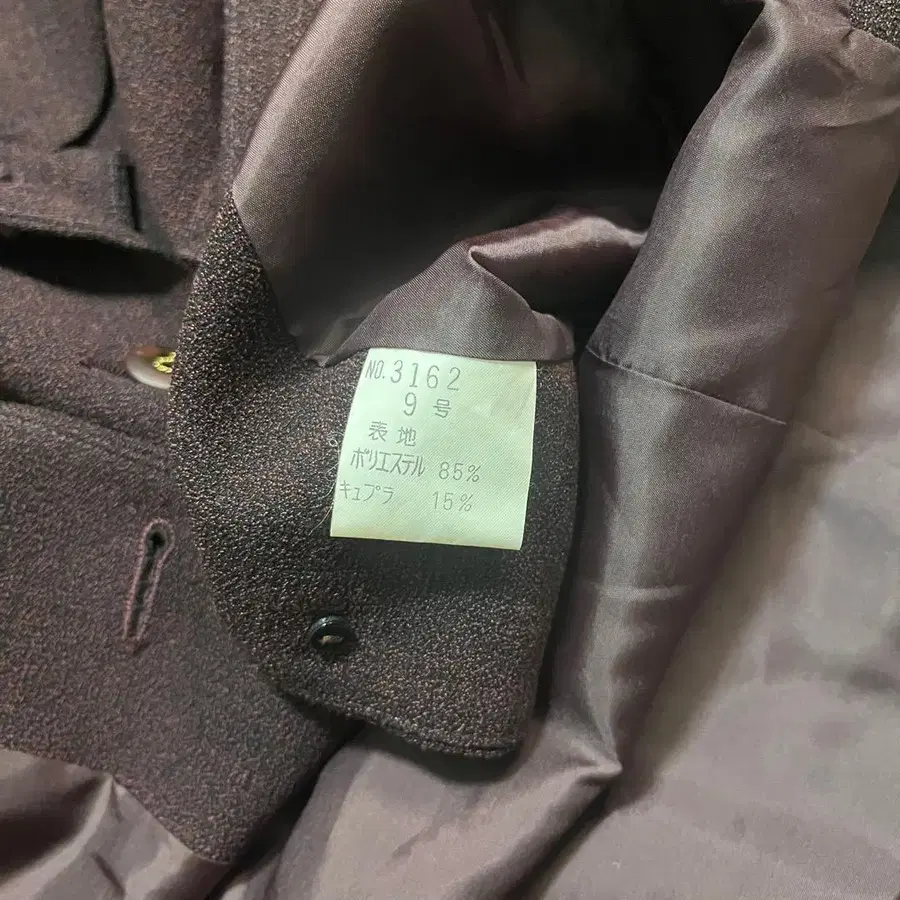 NO.3162
9号
表地
ポリエステル 85%
キュプラ 15%